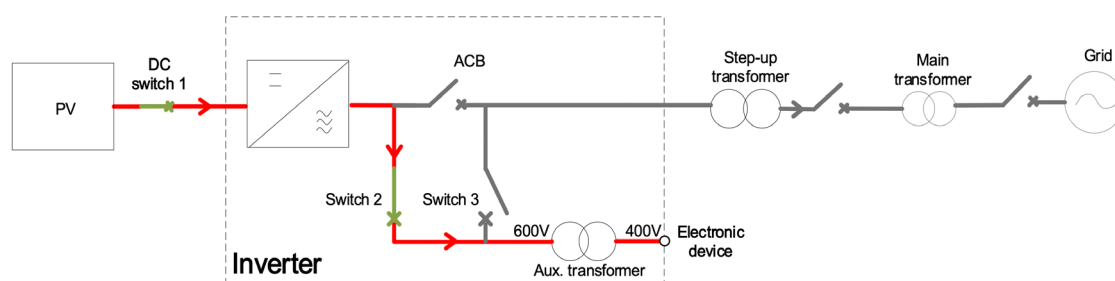 PV
DC
switch 1
ACB
Step-up
transformer
Main
transformer
Grid
Switch 2
Switch 3
600V
400V
Electronic
device
Aux. transformer
Inverter